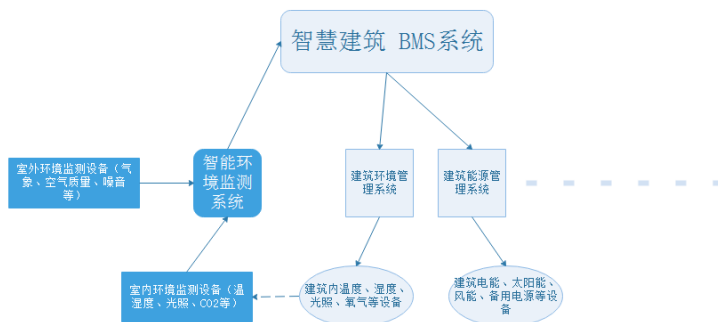 智慧建筑 BMS系统
智能环
境监测
系统
室外环境监测设备（气
象、空气质量、噪音
等）
建筑环境管
理系统
建筑能源管
理系统
室内环境监测设备（温
湿度、光照、CO2等）
建筑内温度、湿度、
光照、氧气等设备
建筑电能、太阳能、
风能、备用电源等设
备